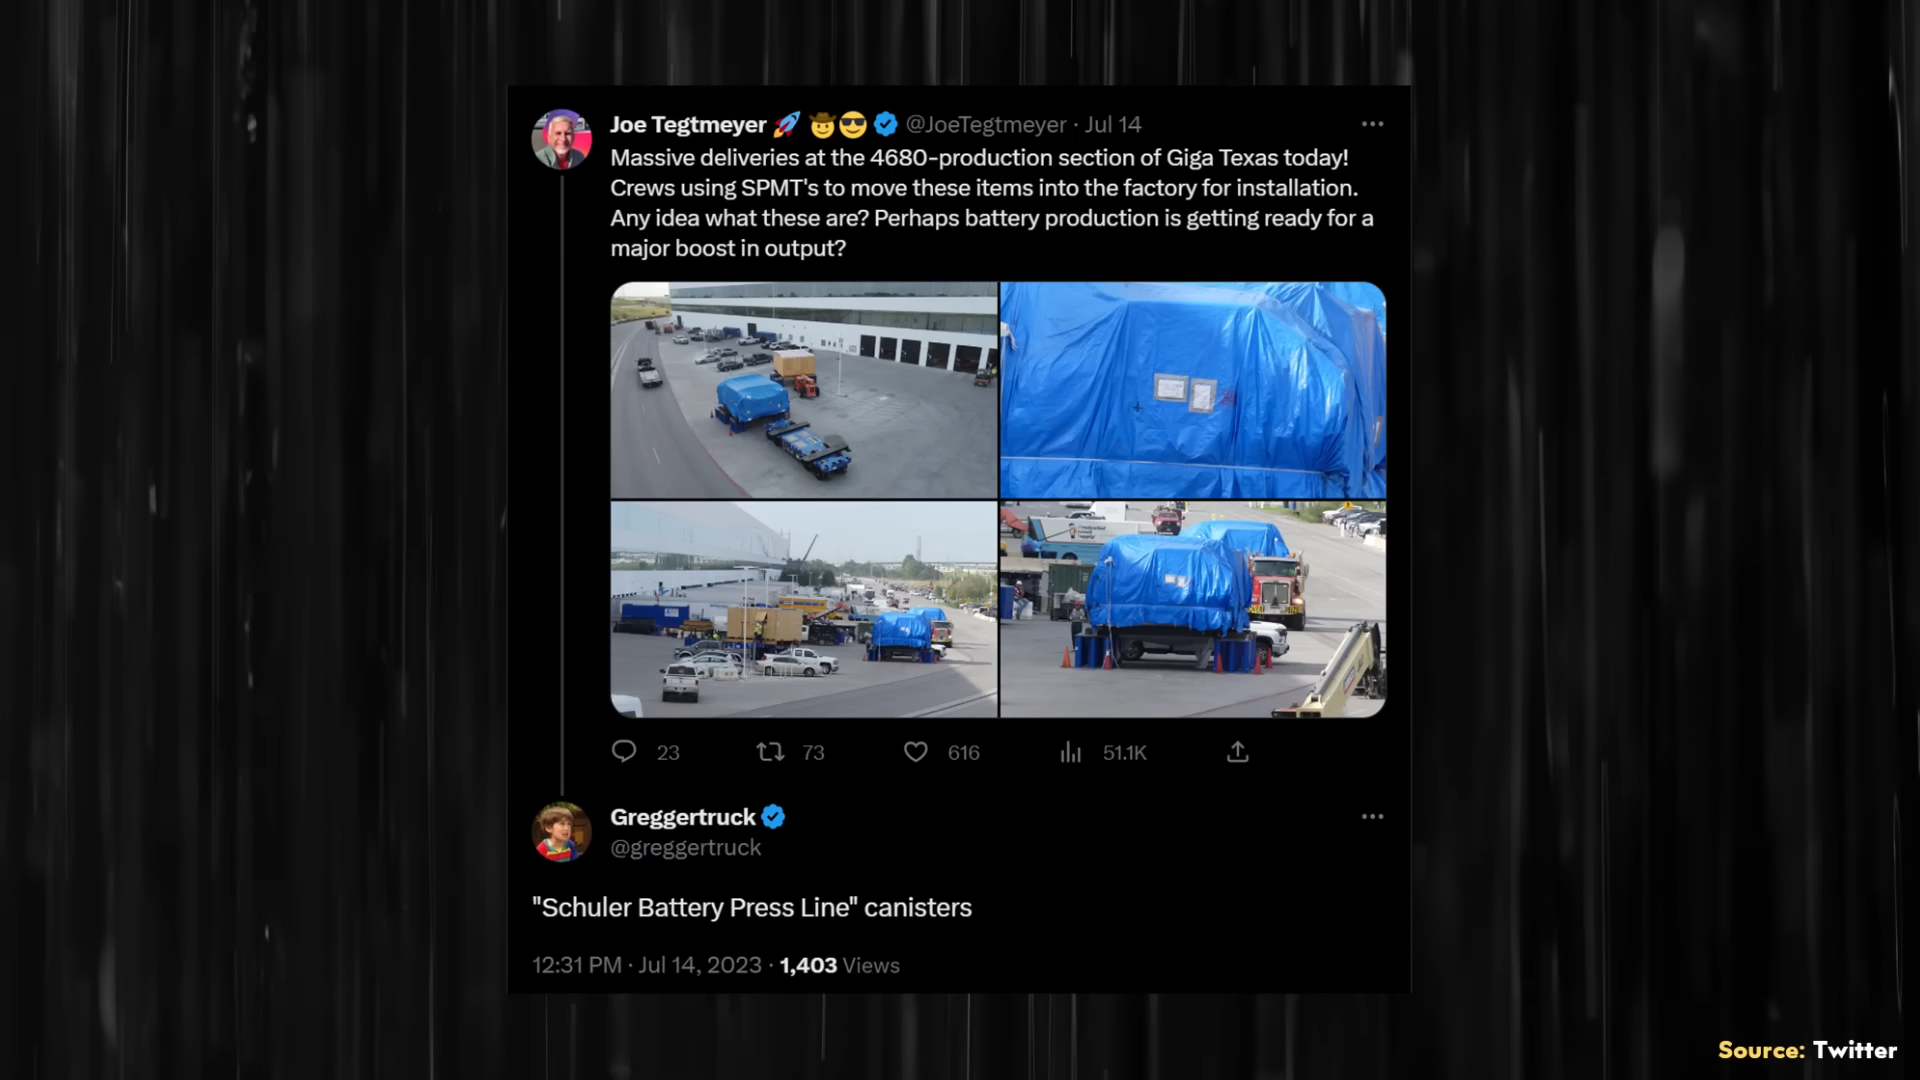 Joe Tegtmeyer 🚀 🤠😎 @JoeTegtmeyer · Jul 14
Massive deliveries at the 4680-production section of Giga Texas today!
Crews using SPMT's to move these items into the factory for installation.
Any idea what these are? Perhaps battery production is getting ready for a
major boost in output?
23 73 616 51.1K
Greggertruck
@greggertruck
"Schuler Battery Press Line" canisters
12:31 PM · Jul 14, 2023 · 1,403 Views
Source: Twitter